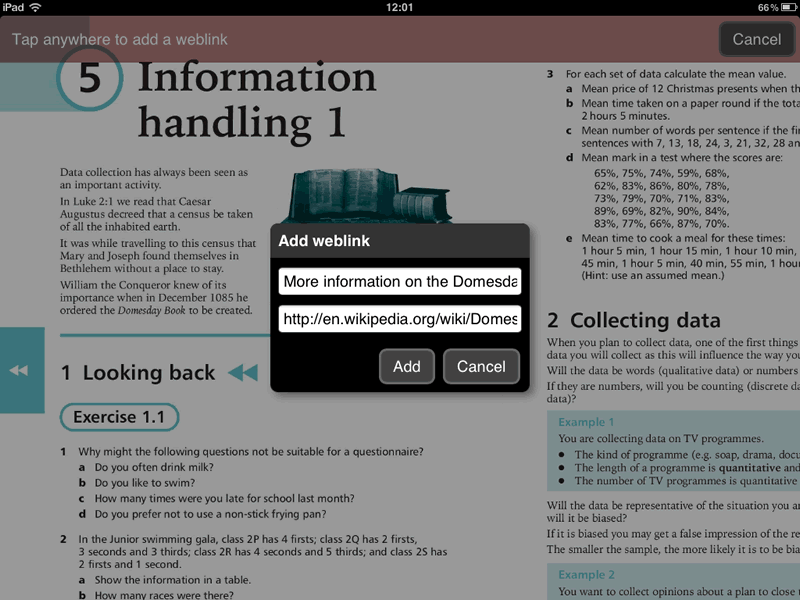 iPad
12:01
66%
Tap anywhere to add a weblink
Cancel
5 Information
handling 1
Data collection has always been seen as
an important activity.
In Luke 2:1 we read that Caesar
Augustus decreed that a census be taken
of all the inhabited earth.
It was while travelling to this census that
Mary and Joseph found themselves in
Bethlehem without a place to stay.
William the Conqueror knew of its
importance when in December 1085 he
ordered the Domesday Book to be created.
Add weblink
More information on the Domesda
http://en.wikipedia.org/wiki/Domes
Add
Cancel
1 Looking back
Exercise 1.1
1 Why might the following questions not be suitable for a questionnaire?
a Do you often drink milk?
b Do you like to swim?
c How many times were you late for school last month?
d Do you prefer not to use a non-stick frying pan?
2 In the Junior swimming gala, class 2P has 4 firsts; class 2Q has 2 firsts,
3 seconds and 3 thirds; class 2R has 4 seconds and 5 thirds; and class 2S has
2 firsts and 1 second.
a Show the information in a table.
b How many races were there?
3 For each set of data calculate the mean value.
a Mean price of 12 Christmas presents when th
b Mean time taken on a paper round if the tota
2 hours 5 minutes.
c Mean number of words per sentence if the fi
sentences with 7, 13, 18, 24, 3, 21, 32, 28 an
d Mean mark in a test where the scores are:
65%, 75%, 74%, 59%, 68%,
62%, 83%, 86%, 80%, 78%,
73%, 79%, 70%, 71%, 83%,
89%, 69%, 82%, 90%, 84%,
83%, 77%, 66%, 87%, 70%.
e Mean time to cook a meal for these times:
1 hour 5 min, 1 hour 15 min, 1 hour 10 min,
45 min, 1 hour 5 min, 40 min, 55 min, 1 hou
(Hint: use an assumed mean.)
2 Collecting data
When you plan to collect data, one of the first things
data you will collect as this will influence the way you
Will the data be words (qualitative data) or numbers
If they are numbers, will you be counting (discrete da
data)?
Example 1
You are collecting data on TV programmes.
• The kind of programme (e.g. soap, drama, docu
• The length of a programme is quantitative and
• The number of TV programmes is quantitative
Will the data be representative of the situation you ar
will it be biased?
If it is biased you may get a false impression of the re
The smaller the sample, the more likely it is to be bia
Example 2
You want to collect opinions about a plan to close